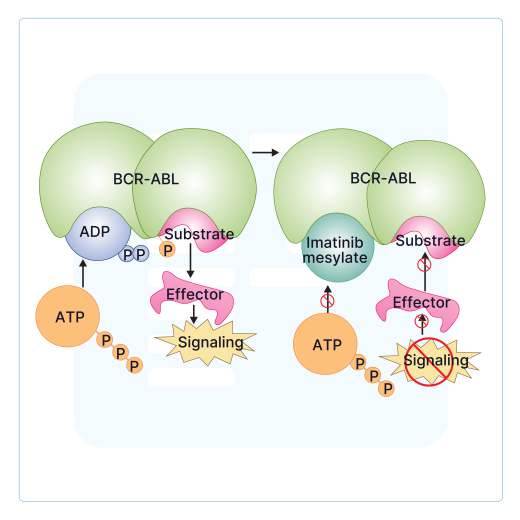 BCR-ABL
ADP
P P
Substrate
P
Effector
ATP
Signaling
P
P
P
BCR-ABL
Imatinib
mesylate
Substrate
Effector
ATP
Signaling
P
P
P